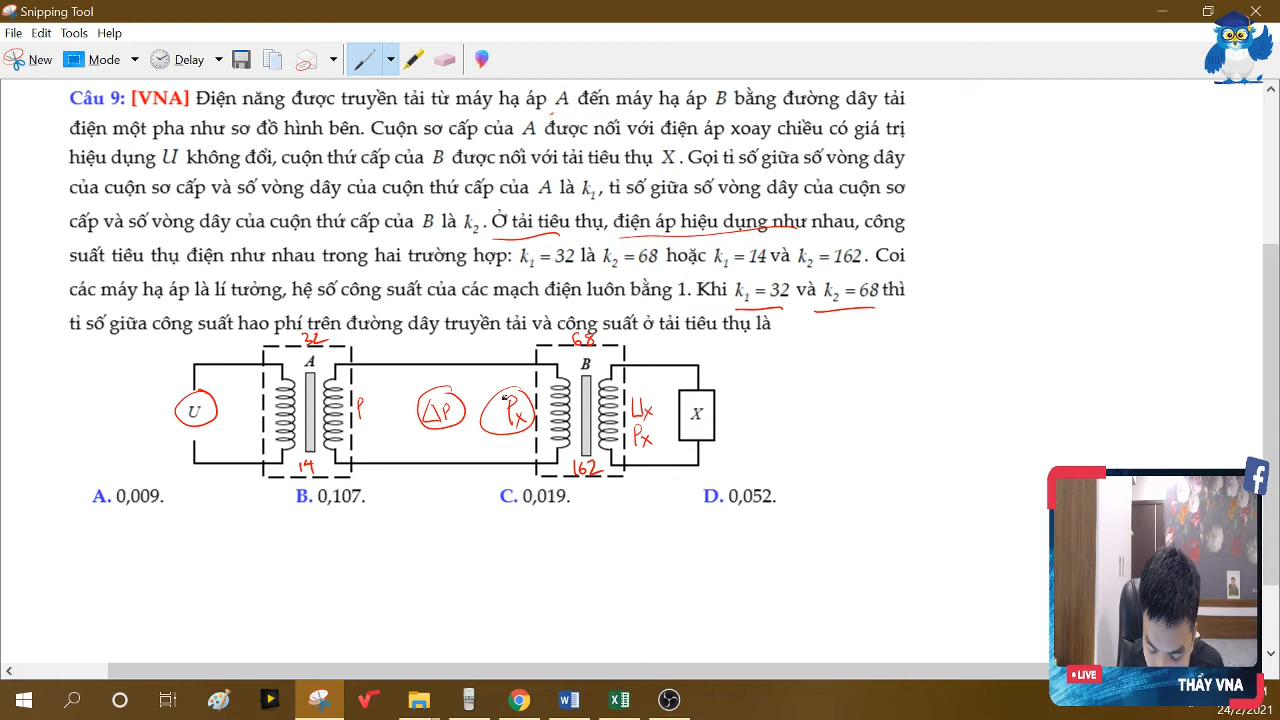 Snipping Tool
File Edit Tools Help
New Mode Delay
Câu 9: [VNA] Điện năng được truyền tải từ máy hạ áp A đến máy hạ áp B bằng đường dây tải
điện một pha như sơ đồ hình bên. Cuộn sơ cấp của A được nối với điện áp xoay chiều có giá trị
hiệu dụng U không đổi, cuộn thứ cấp của B được nối với tải tiêu thụ X. Gọi tỉ số giữa số vòng dây
của cuộn sơ cấp và số vòng dây của cuộn thứ cấp của A là k₁, tỉ số giữa số vòng dây của cuộn sơ
cấp và số vòng dây của cuộn thứ cấp của B là k₂. Ở tải tiêu thụ, điện áp hiệu dụng như nhau, công
suất tiêu thụ điện như nhau trong hai trường hợp: k₁ = 32 là k₂ = 68 hoặc k₁ = 14 và k₂ = 162. Coi
các máy hạ áp là lí tưởng, hệ số công suất của các mạch điện luôn bằng 1. Khi k₁ = 32 và k₂ = 68 thì
tỉ số giữa công suất hao phí trên đường dây truyền tải và công suất ở tải tiêu thụ là
32 68
A B
U P ΔP Pₓ Uₓ X
Pₓ
14 162
A. 0,009. B. 0,107. C. 0,019. D. 0,052.
LIVE THẦY VNA
24/2/2021